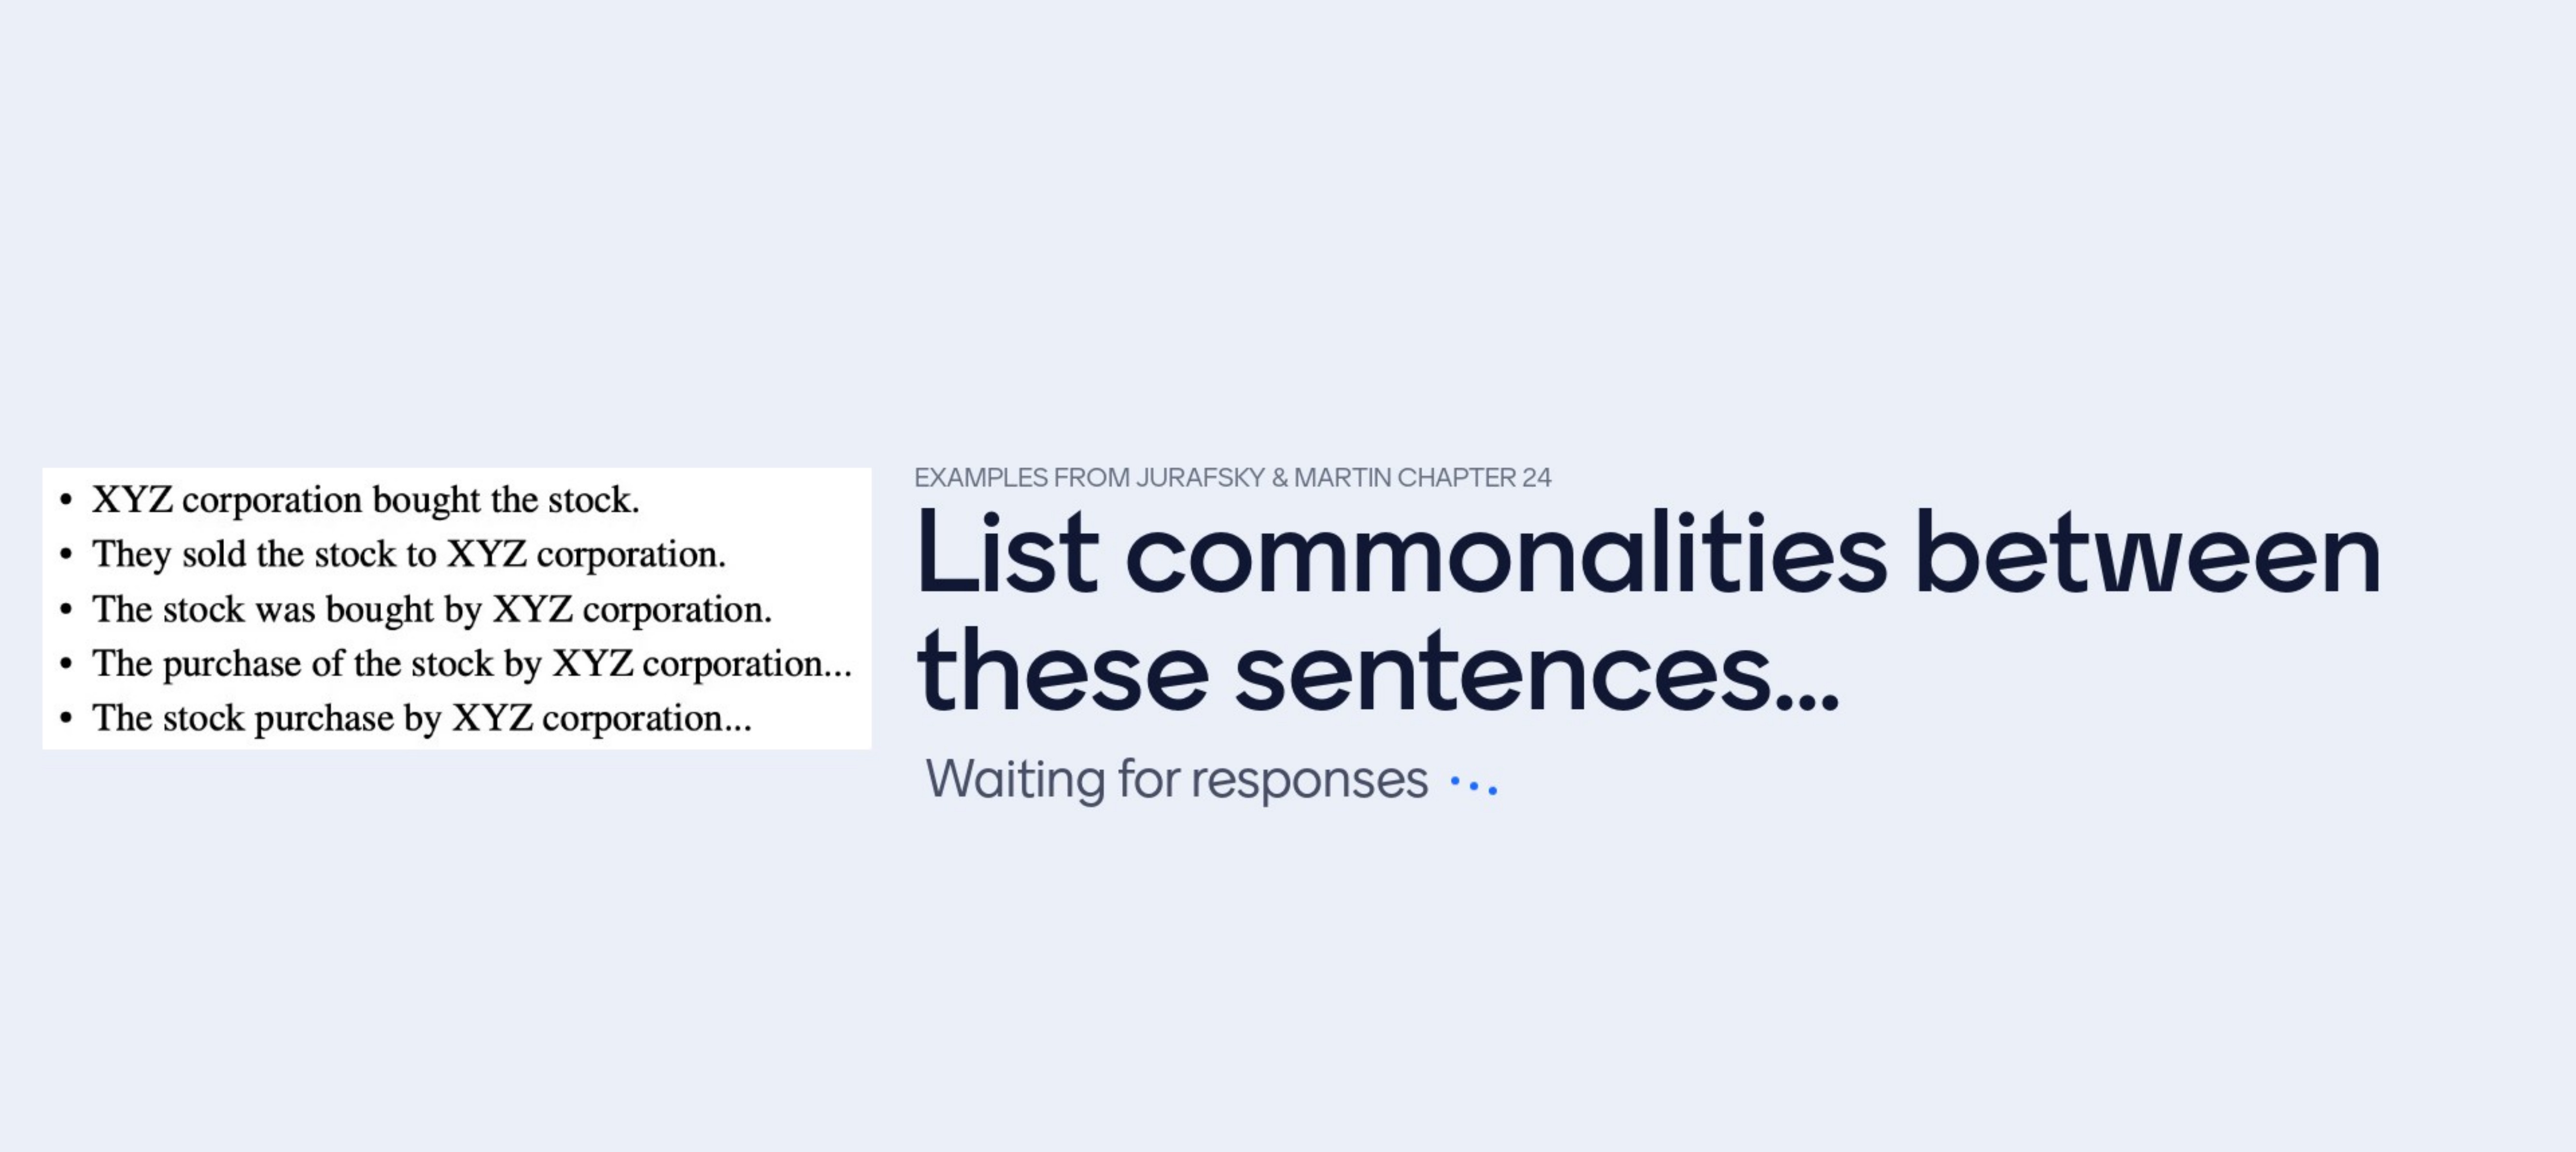 • XYZ corporation bought the stock.
• They sold the stock to XYZ corporation.
• The stock was bought by XYZ corporation.
• The purchase of the stock by XYZ corporation...
• The stock purchase by XYZ corporation...
EXAMPLES FROM JURAFSKY & MARTIN CHAPTER 24
List commonalities between
these sentences...
Waiting for responses